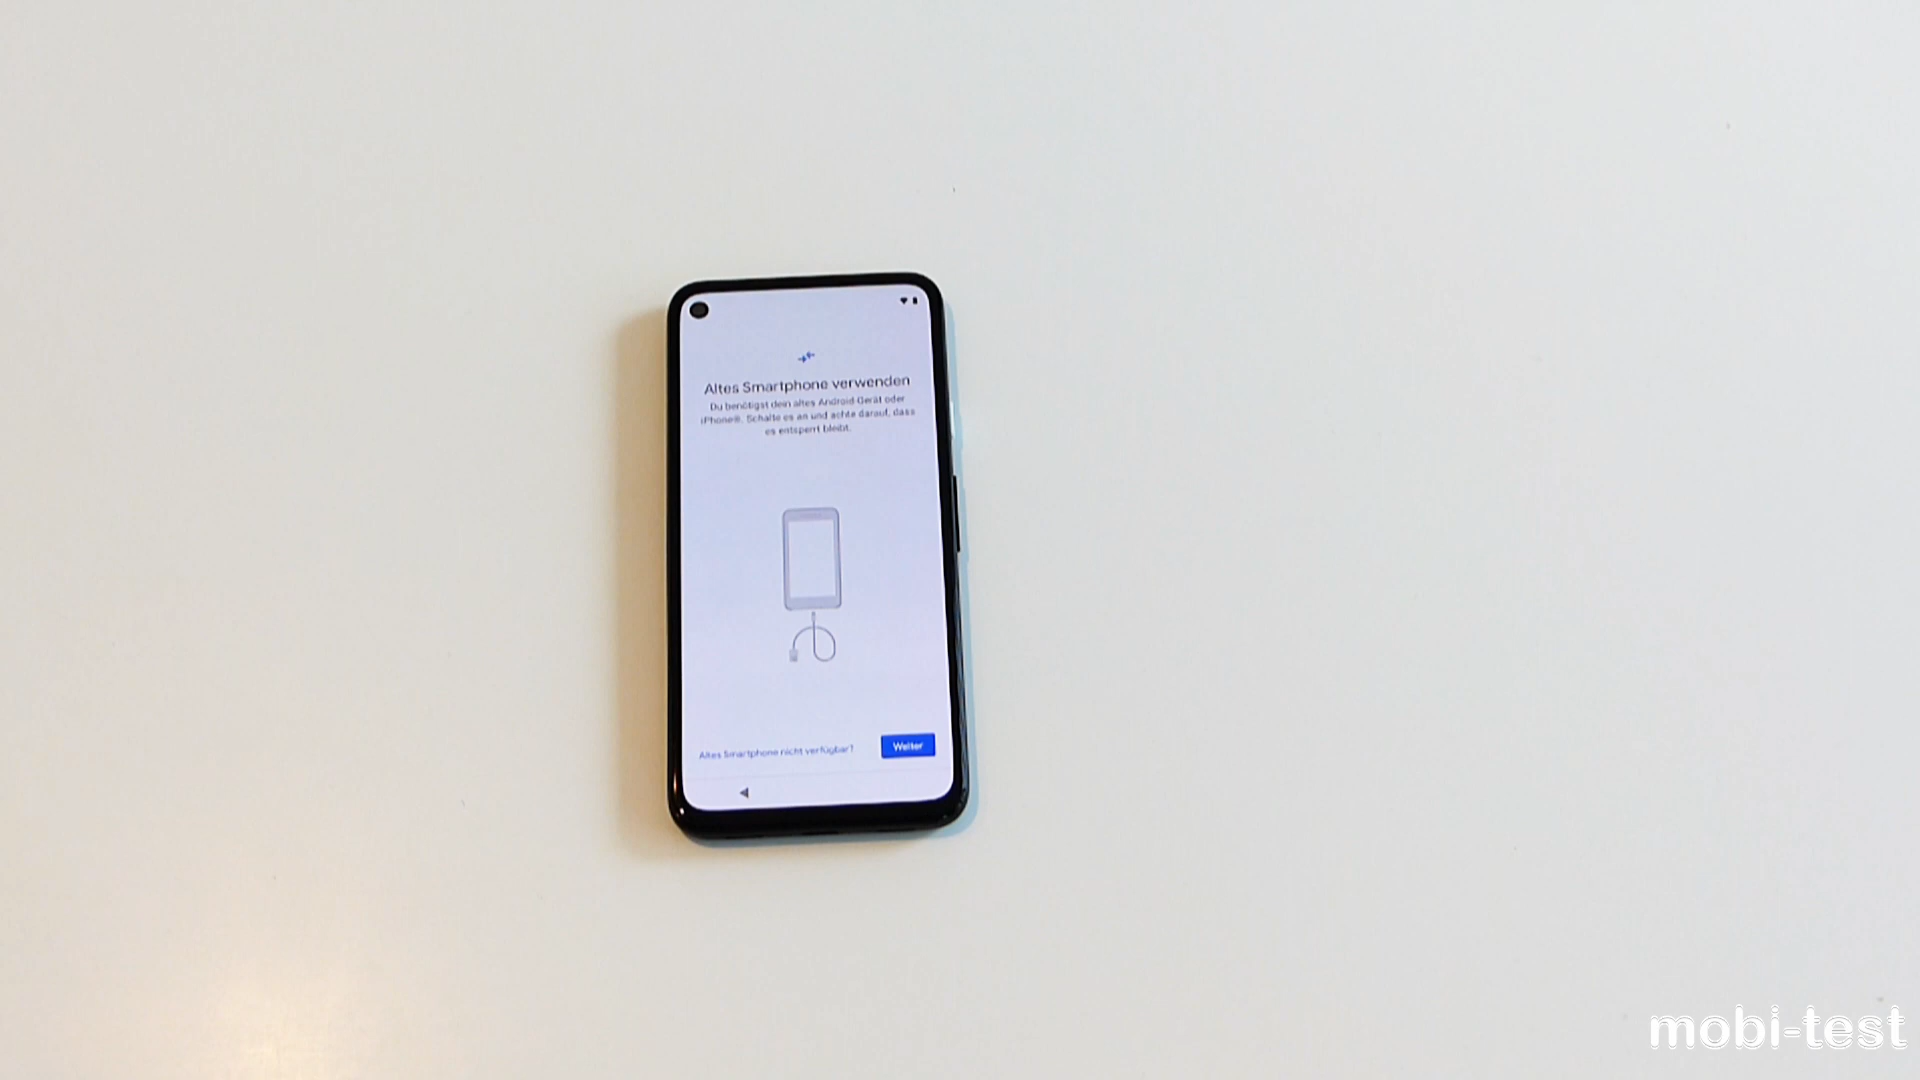 Altes Smartphone verwenden
Du benötigst dein altes Android-Gerät oder
iPhone®. Schalte es an und achte darauf, dass
es entsperrt bleibt.
Altes Smartphone nicht verfügbar?
Weiter
mobi-test